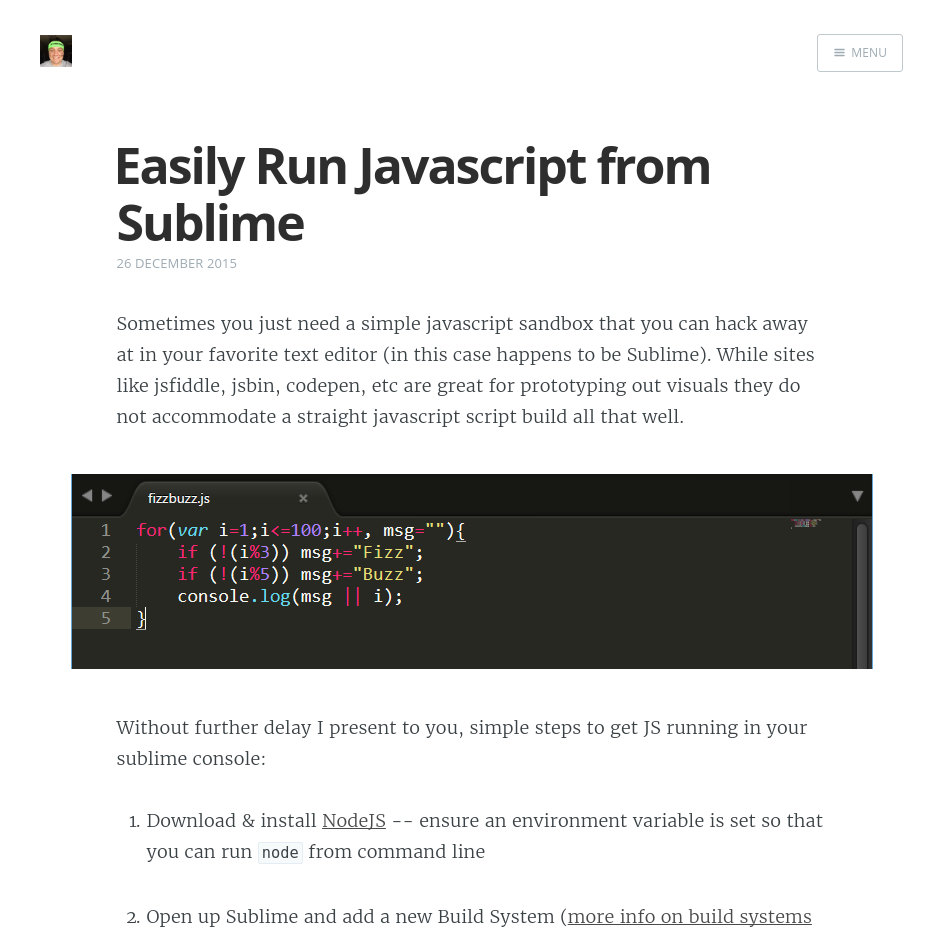 MENU
Easily Run Javascript from
Sublime
26 DECEMBER 2015
Sometimes you just need a simple javascript sandbox that you can hack away
at in your favorite text editor (in this case happens to be Sublime). While sites
like jsfiddle, jsbin, codepen, etc are great for prototyping out visuals they do
not accommodate a straight javascript script build all that well.
fizzbuzz.js
1 for(var i=1;i<=100;i++, msg=""){
2 if (!(i%3)) msg+="Fizz";
3 if (!(i%5)) msg+="Buzz";
4 console.log(msg || i);
5 }
Without further delay I present to you, simple steps to get JS running in your
sublime console:
1. Download & install NodeJS -- ensure an environment variable is set so that
you can run node from command line
2. Open up Sublime and add a new Build System (more info on build systems